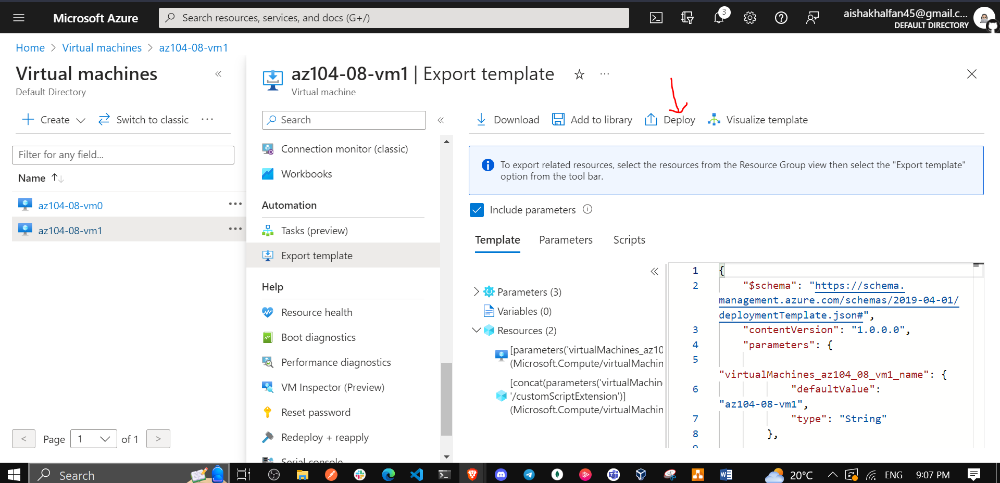 Microsoft Azure
Search resources, services, and docs (G+/)
3
aishakhalfan45@gmail.c...
DEFAULT DIRECTORY
Home > Virtual machines > az104-08-vm1
Virtual machines
Default Directory
Create
Switch to classic
Filter for any field...
Name
az104-08-vm0
az104-08-vm1
< Page 1 of 1 >
az104-08-vm1 | Export template
Virtual machine
Search
Connection monitor (classic)
Workbooks
Automation
Tasks (preview)
Export template
Help
Resource health
Boot diagnostics
Performance diagnostics
VM Inspector (Preview)
Reset password
Redeploy + reapply
Serial console
Download
Add to library
Deploy
Visualize template
To export related resources, select the resources from the Resource Group view then select the "Export template"
option from the tool bar.
Include parameters
Template
Parameters
Scripts
Parameters (3)
Variables (0)
Resources (2)
[parameters('virtualMachines_az10
(Microsoft.Compute/virtualMachin
[concat(parameters('virtualMachine
'/customScriptExtension')]
(Microsoft.Compute/virtualMachin
1 {
2 "$schema": "https://schema.
management.azure.com/schemas/2019-04-01/
deploymentTemplate.json#",
3 "contentVersion": "1.0.0.0",
4 "parameters": {
5
"virtualMachines_az104_08_vm1_name": {
6 "defaultValue":
"az104-08-vm1",
7 "type": "String"
8 },
9
Search
20°C
ENG
9:07 PM